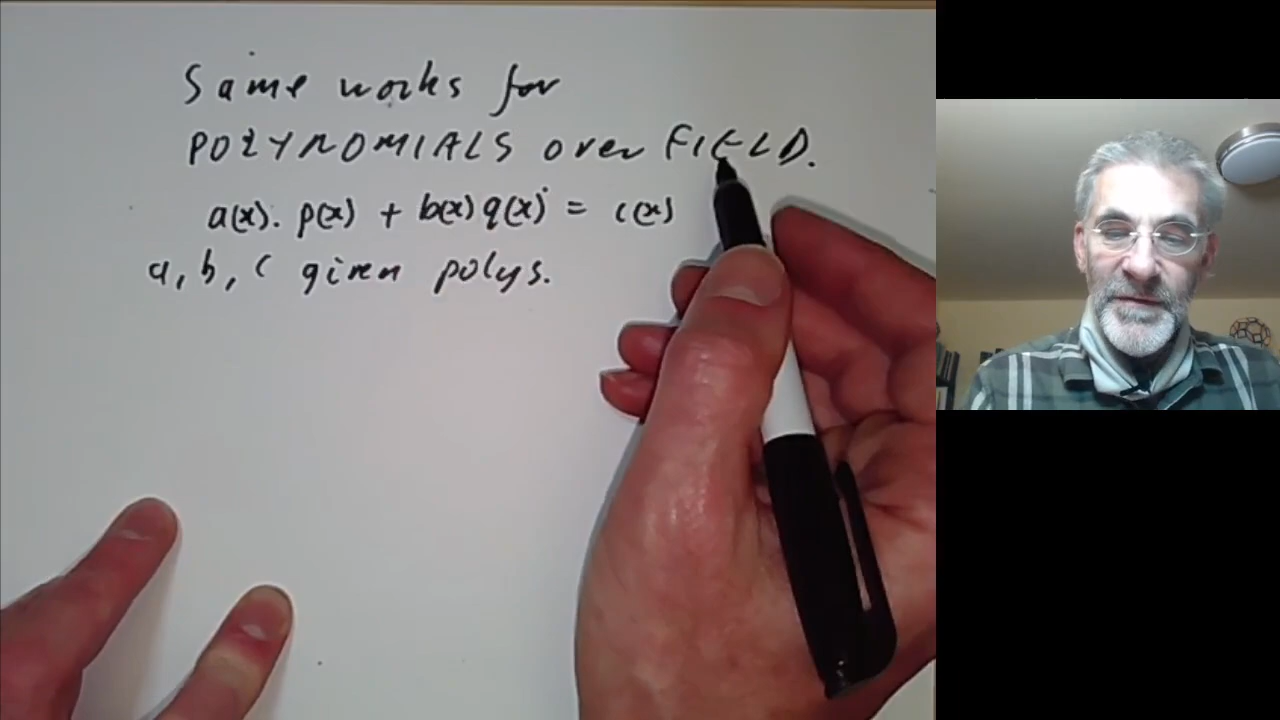 Same works for
POLYNOMIALS over FIELD.
a(x). p(x) + b(x) q(x) = c(x)
a, b, c given polys.